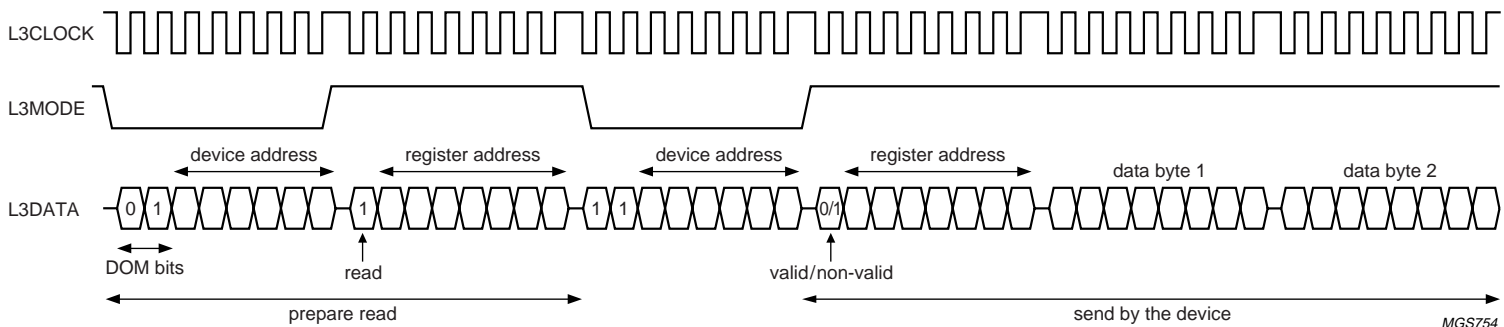 L3CLOCK
L3MODE
device address register address device address register address data byte 1 data byte 2
L3DATA 0 1 1 1 1 0/1
DOM bits read valid/non-valid
prepare read send by the device
MGS754